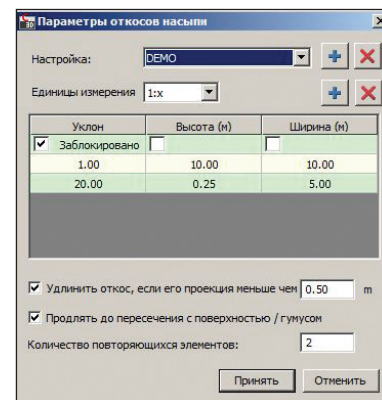 Параметры откосов насыпи
Настройка: DEMO
Единицы измерения 1:x
Уклон Высота (м) Ширина (м)
Заблокировано
1.00 10.00 10.00
20.00 0.25 5.00
Удлинить откос, если его проекция меньше чем 0.50 m
Продлять до пересечения с поверхностью / гумусом
Количество повторяющихся элементов: 2
Принять Отменить